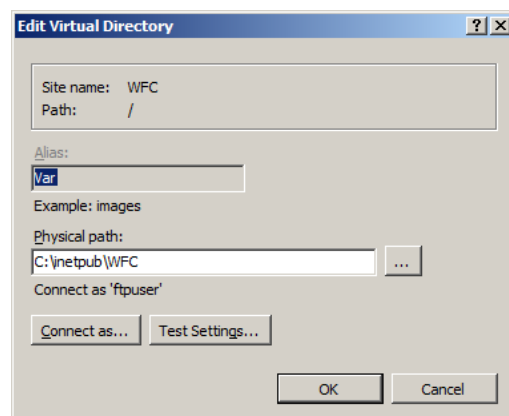 Edit Virtual Directory
Site name: WFC
Path: /
Alias:
Var
Example: images
Physical path:
C:\inetpub\WFC
...
Connect as 'ftpuser'
Connect as... Test Settings...
OK Cancel